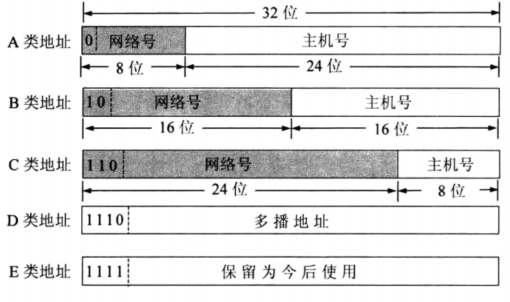 32 位
A 类地址 0 网络号 主机号
8 位 24 位
B 类地址 10 网络号 主机号
16 位 16 位
C 类地址 110 网络号 主机号
24 位 8 位
D 类地址 1110 多播地址
E 类地址 1111 保留为今后使用